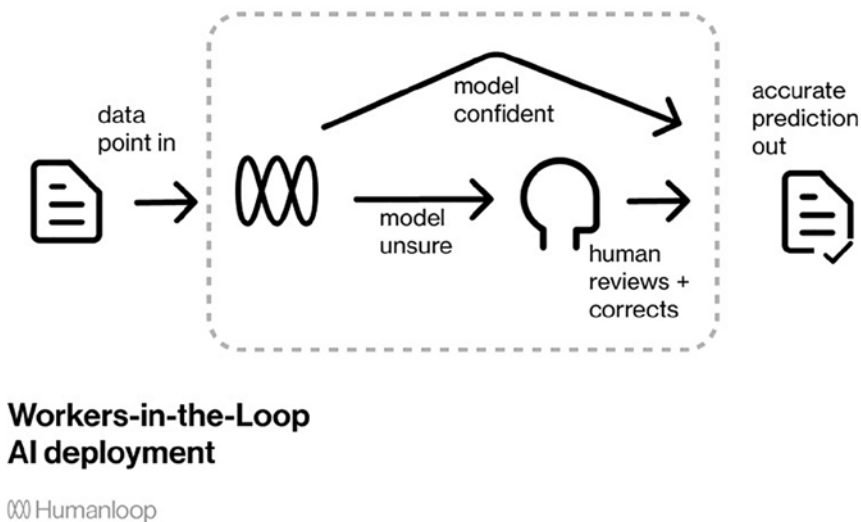 data
point in
model
confident
model
unsure
human
reviews +
corrects
accurate
prediction
out
Workers-in-the-Loop
AI deployment
Humanloop